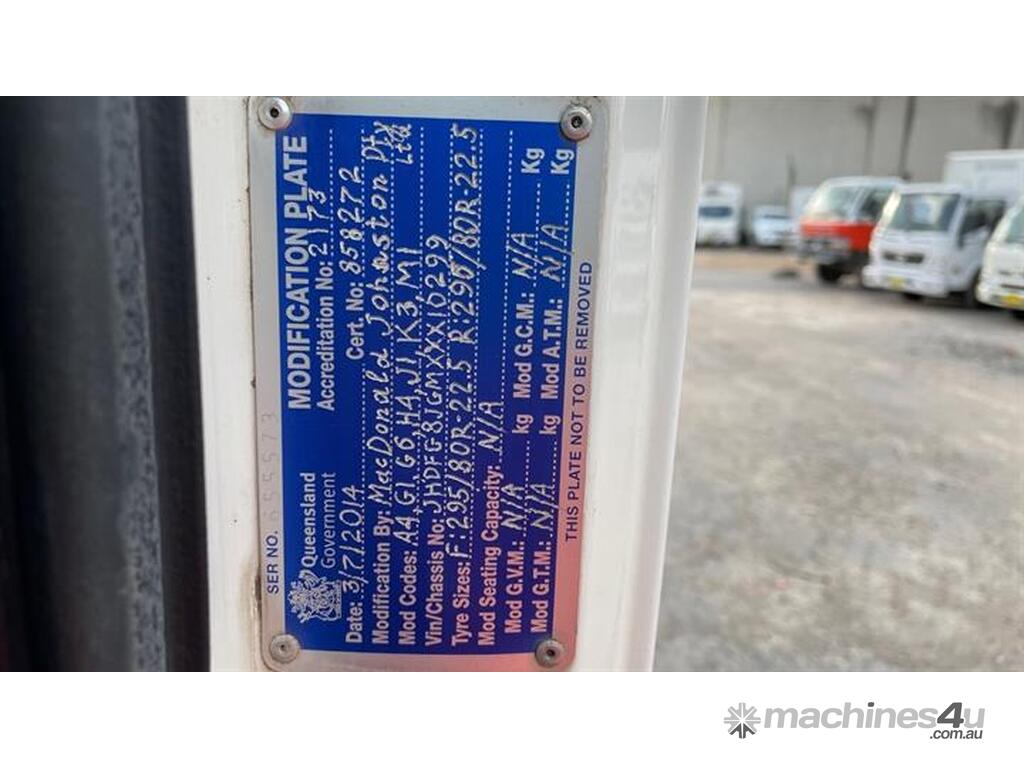 SER NO. 655573
Queensland Government
MODIFICATION PLATE
Accreditation No: 2173
Date: 3/7/2014 Cert. No: 858272
Modification By: MacDonald Johnston Pty Ltd
Mod Codes: A4,G1,G6,H4,J1,K3,M1
Vin/Chassis No: JHDFG8JGMXXX10299
Tyre Sizes: F:295/80R-22.5 R295/80R-22.5
Mod Seating Capacity: N/A
Mod G.V.M.: N/A kg Mod G.C.M.: N/A Kg
Mod G.T.M.: N/A kg Mod A.T.M.: N/A Kg
THIS PLATE NOT TO BE REMOVED
machines4u
.com.au